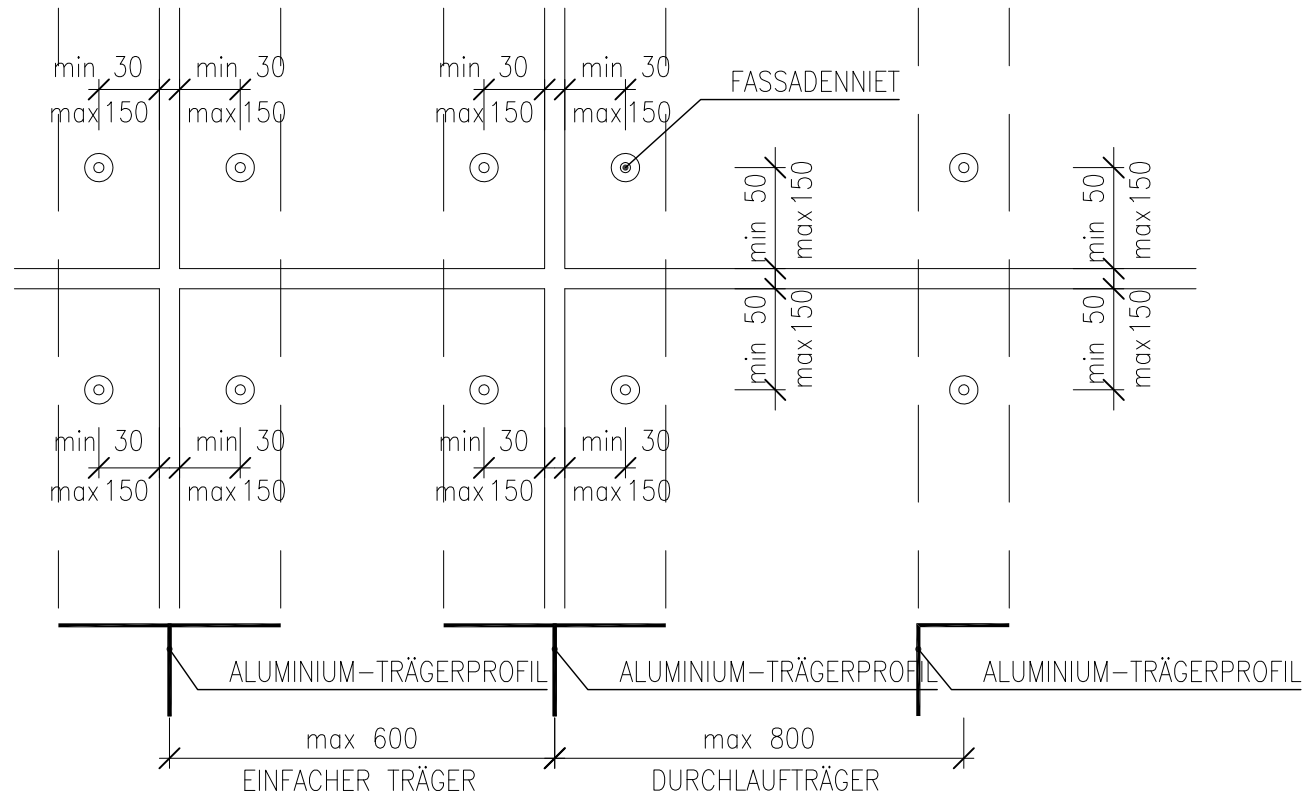 min 30
min 30
min 30
min 30
max 150
max 150
max 150
max 150
FASSADENNIET
min 50
max 150
min 50
max 150
min 50
max 150
min 50
max 150
min 30
min 30
min 30
min 30
max 150
max 150
max 150
max 150
ALUMINIUM-TRÄGERPROFIL
ALUMINIUM-TRÄGERPROFIL
ALUMINIUM-TRÄGERPROFIL
max 600
max 800
EINFACHER TRÄGER
DURCHLAUFTRÄGER